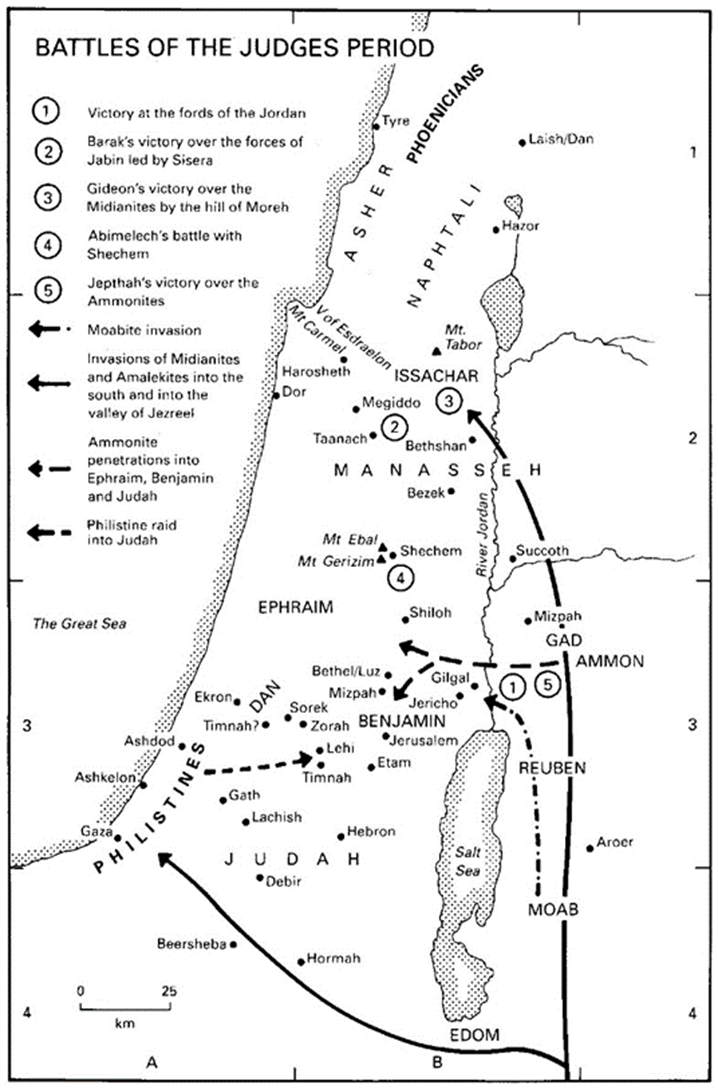 BATTLES OF THE JUDGES PERIOD
1 Victory at the fords of the Jordan
2 Barak's victory over the forces of
Jabin led by Sisera
3 Gideon's victory over the
Midianites by the hill of Moreh
4 Abimelech's battle with
Shechem
5 Jepthah's victory over the
Ammonites
Moabite invasion
Invasions of Midianites
and Amalekites into the
south and into the
valley of Jezreel
Ammonite
penetrations into
Ephraim, Benjamin
and Judah
Philistine raid
into Judah
Tyre
PHOENICIANS
Laish/Dan
1
ASHER
NAPHTALI
Hazor
V of Esdraelon
Mt Carmel
Mt.
Tabor
Harosheth
ISSACHAR
Dor
Megiddo
3
2
Taanach
Bethshan
2
MANASSEH
Bezek
River Jordan
Mt Ebal
Mt Gerizim
Shechem
Succoth
4
EPHRAIM
Shiloh
Mizpah
The Great Sea
GAD
AMMON
Bethel/Luz
Gilgal
Mizpah
Jericho
1
5
Ekron
DAN
Sorek
Timnah?
Zorah
BENJAMIN
Jerusalem
3
3
Ashdod
Lehi
Timnah
Etam
REUBEN
Ashkelon
PHILISTINES
Gath
Lachish
Hebron
Gaza
JUDAH
Salt
Sea
Aroer
Debir
MOAB
Beersheba
Hormah
0 25
km
4
4
EDOM
A
B